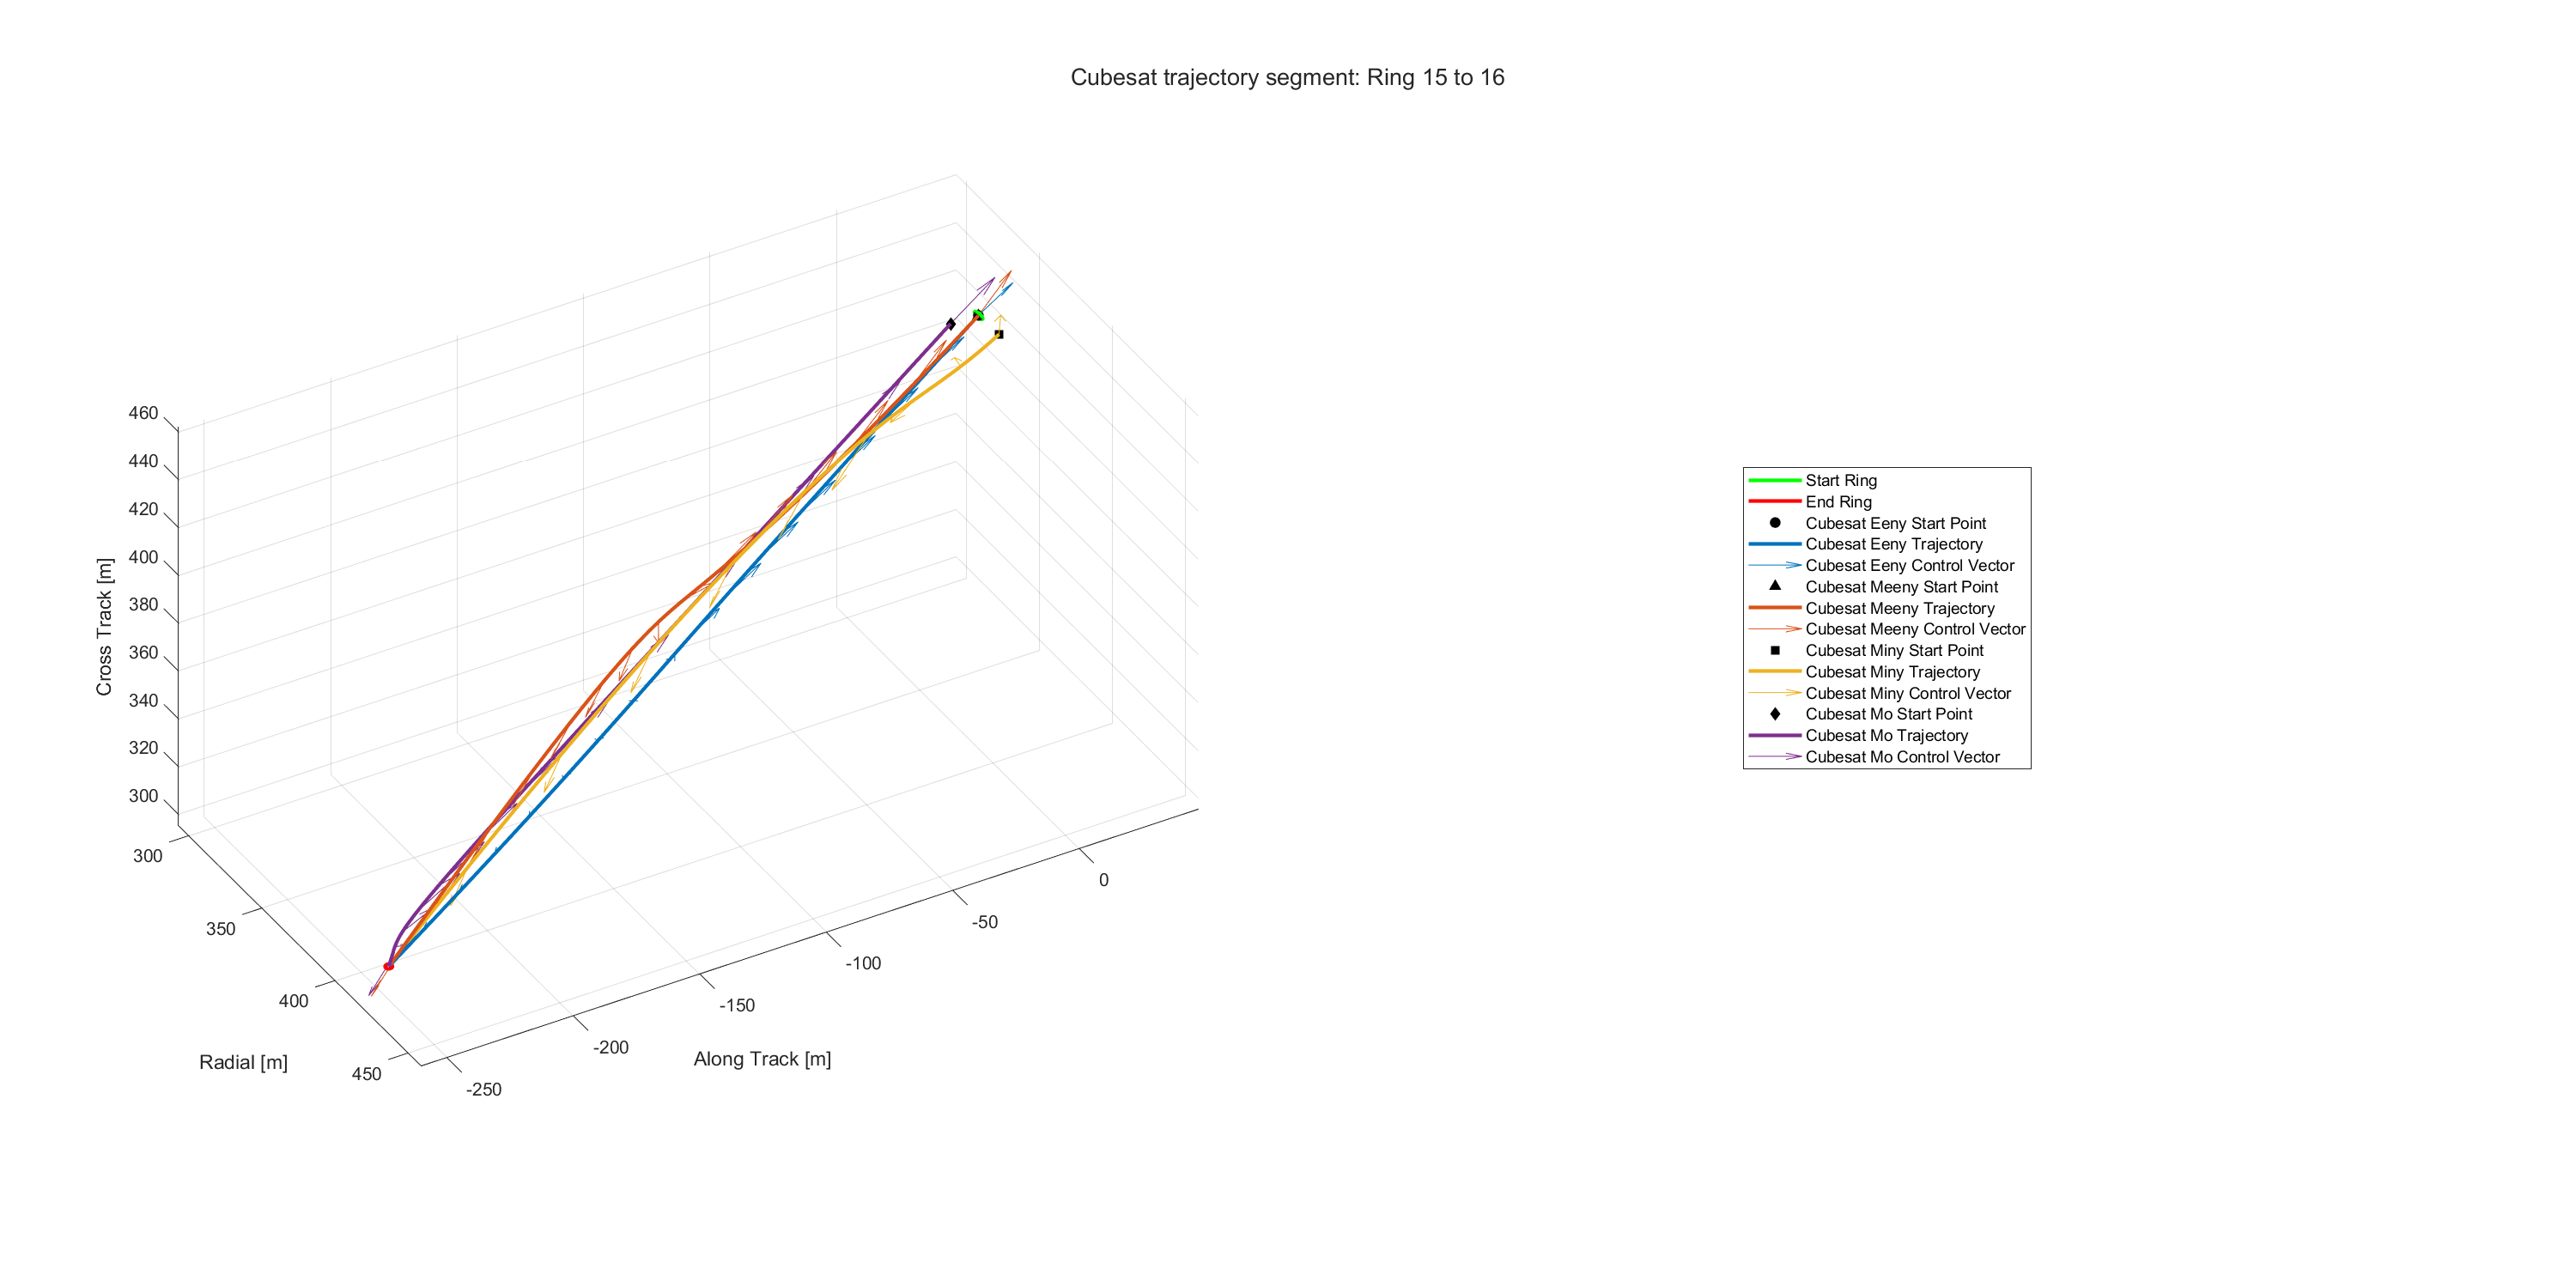 Cubesat trajectory segment: Ring 15 to 16
460
440
420
400
380
360
340
320
300
Cross Track [m]
300
350
400
450
Radial [m]
-250
-200
-150
-100
-50
0
Along Track [m]
Start Ring
End Ring
Cubesat Eeny Start Point
Cubesat Eeny Trajectory
Cubesat Eeny Control Vector
Cubesat Meeny Start Point
Cubesat Meeny Trajectory
Cubesat Meeny Control Vector
Cubesat Miny Start Point
Cubesat Miny Trajectory
Cubesat Miny Control Vector
Cubesat Mo Start Point
Cubesat Mo Trajectory
Cubesat Mo Control Vector